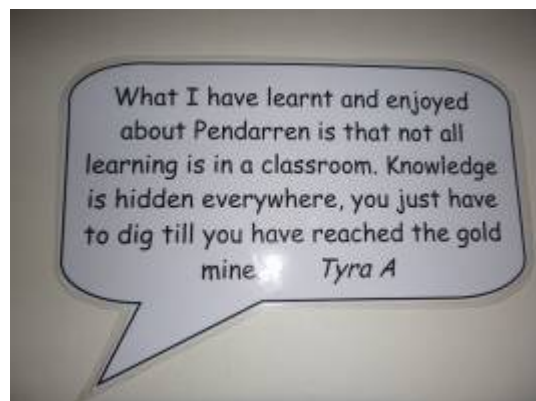 What I have learnt and enjoyed
about Pendarren is that not all
learning is in a classroom. Knowledge
is hidden everywhere, you just have
to dig till you have reached the gold
mine. Tyra A